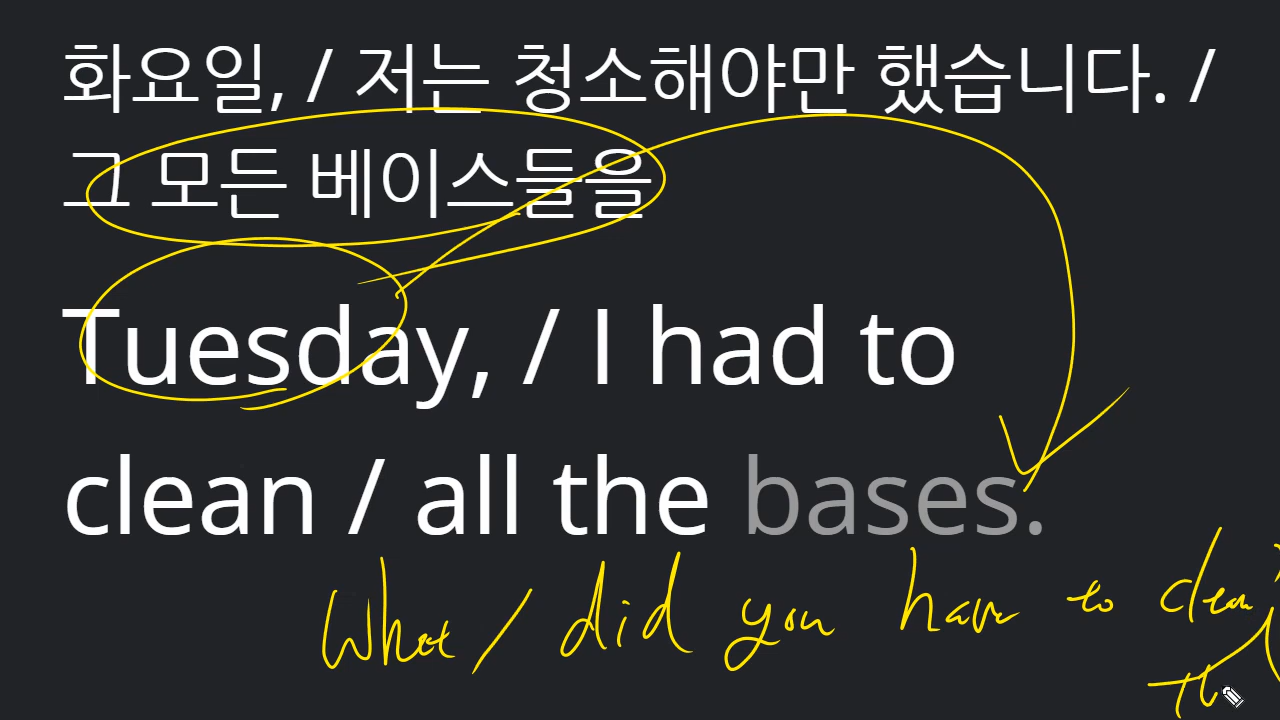 화요일, / 저는 청소해야만 했습니다. /
그 모든 베이스들을
Tuesday, / I had to
clean / all the bases.
What / did you have to clean